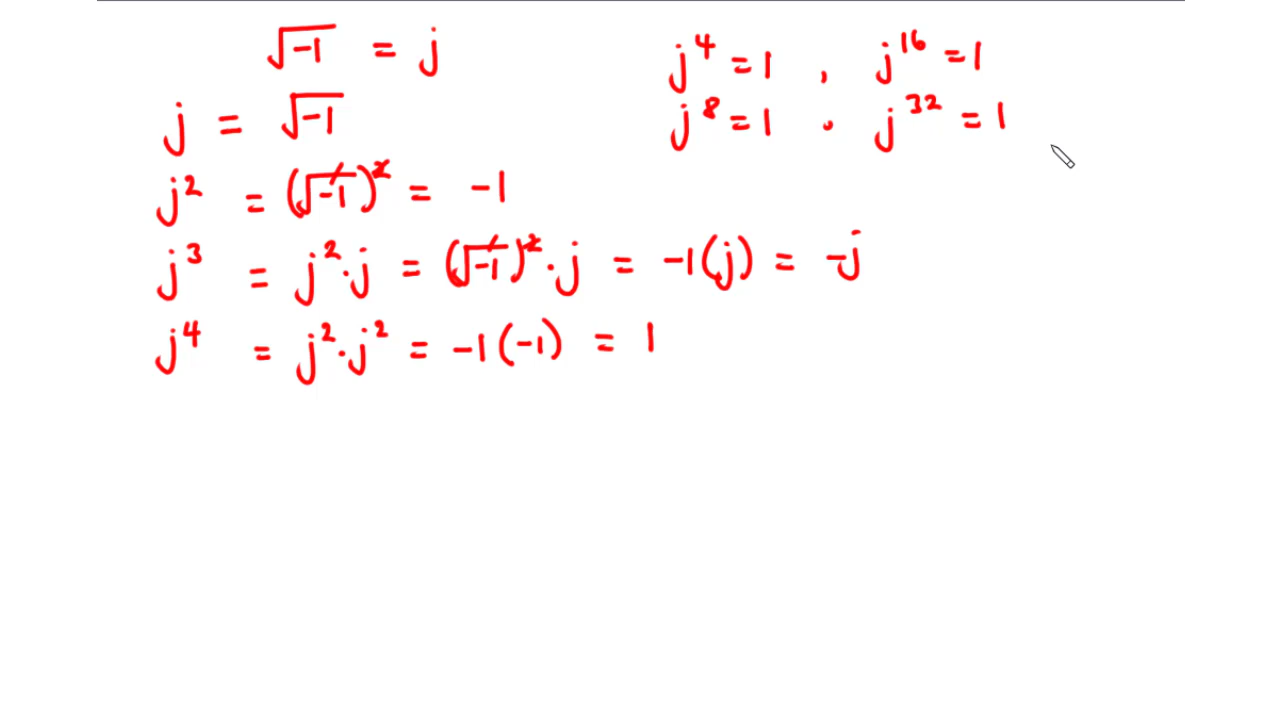 √-1 = j
j = √-1
j² = (√-1)² = -1
j³ = j²·j = (√-1)²·j = -1(j) = -j
j⁴ = j²·j² = -1(-1) = 1
j⁴ = 1 , j¹⁶ = 1
j⁸ = 1 . j³² = 1